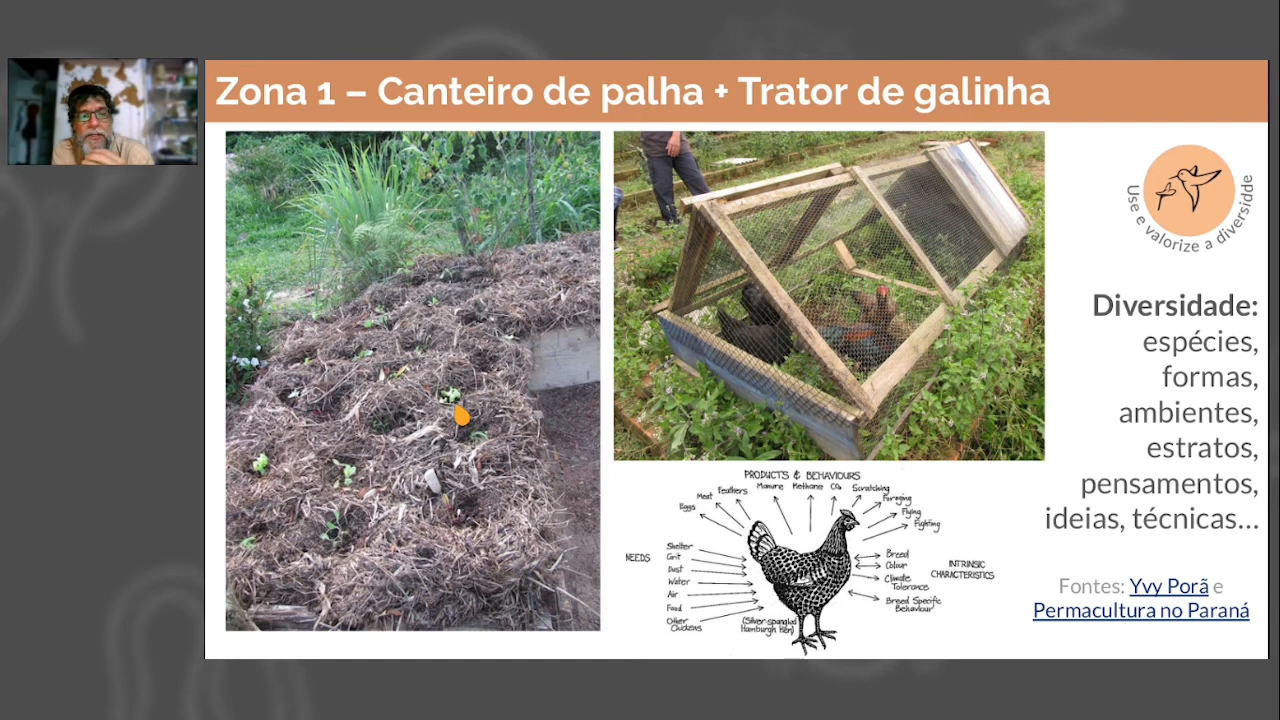 Zona 1 – Canteiro de palha + Trator de galinha
Use e valorize a diversidde
Diversidade:
espécies,
formas,
ambientes,
estratos,
pensamentos,
ideias, técnicas...
Fontes: Yvy Porã e
Permacultura no Paraná
PRODUCTS & BEHAVIOURS
Eggs
Meat
Feathers
Manure
Methane
CO₂
Scratching
Foraging
Flying
Fighting
NEEDS
Shelter
Grit
Dust
Water
Air
Food
Other
Chickens
(Silver-spangled
Hamburgh Hen)
Breed
Colour
Climate
Tolerance
Breed Specific
Behaviour
INTRINSIC
CHARACTERISTICS